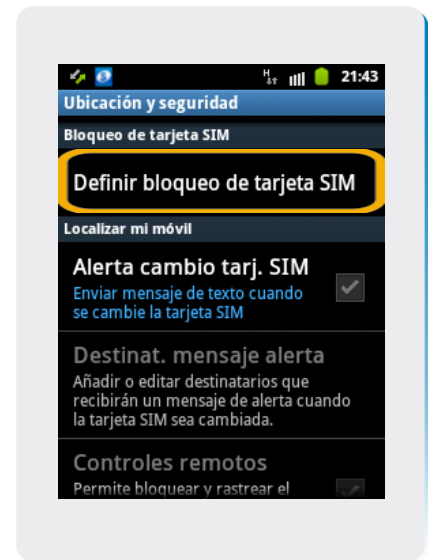 H 21:43
Ubicación y seguridad
Bloqueo de tarjeta SIM
Definir bloqueo de tarjeta SIM
Localizar mi móvil
Alerta cambio tarj. SIM
Enviar mensaje de texto cuando
se cambie la tarjeta SIM
Destinat. mensaje alerta
Añadir o editar destinatarios que
recibirán un mensaje de alerta cuando
la tarjeta SIM sea cambiada.
Controles remotos
Permite bloquear y rastrear el